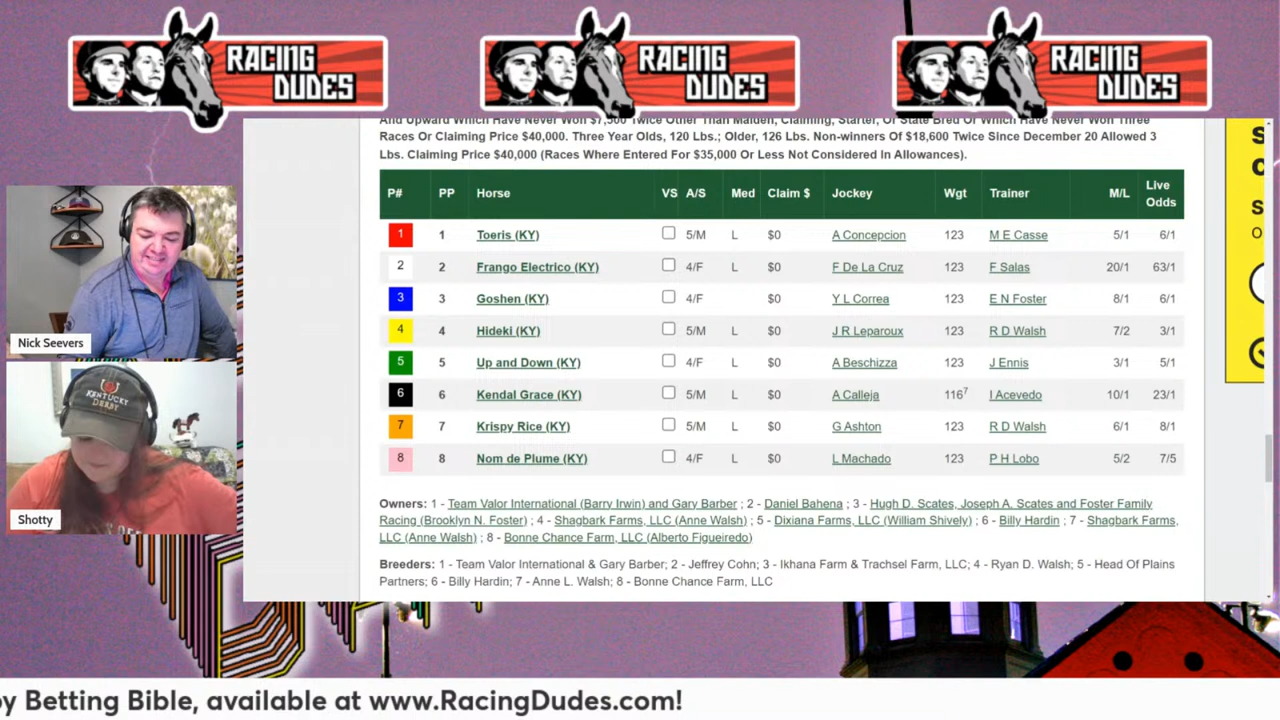 RACING
DUDES
RACING
DUDES
RACING
DUDES
And Upward Which Have Never Won $7,500 Twice Other Than Maiden, Claiming, Starter, Or State Bred Or Which Have Never Won Three
Races Or Claiming Price $40,000. Three Year Olds, 120 Lbs.; Older, 126 Lbs. Non-winners Of $18,600 Twice Since December 20 Allowed 3
Lbs. Claiming Price $40,000 (Races Where Entered For $35,000 Or Less Not Considered In Allowances).
P# PP Horse VS A/S Med Claim $ Jockey Wgt Trainer M/L Live Odds
1 1 Toeris (KY) 5/M L $0 A Concepcion 123 M E Casse 5/1 6/1
2 2 Frango Electrico (KY) 4/F L $0 F De La Cruz 123 F Salas 20/1 63/1
3 3 Goshen (KY) 4/F $0 Y L Correa 123 E N Foster 8/1 6/1
4 4 Hideki (KY) 5/M L $0 J R Leparoux 123 R D Walsh 7/2 3/1
5 5 Up and Down (KY) 4/F L $0 A Beschizza 123 J Ennis 3/1 5/1
6 6 Kendal Grace (KY) 5/M L $0 A Calleja 116⁷ I Acevedo 10/1 23/1
7 7 Krispy Rice (KY) 5/M L $0 G Ashton 123 R D Walsh 6/1 8/1
8 8 Nom de Plume (KY) 4/F L $0 L Machado 123 P H Lobo 5/2 7/5
Owners: 1 - Team Valor International (Barry Irwin) and Gary Barber ; 2 - Daniel Bahena ; 3 - Hugh D. Scates, Joseph A. Scates and Foster Family
Racing (Brooklyn N. Foster) ; 4 - Shagbark Farms, LLC (Anne Walsh) ; 5 - Dixiana Farms, LLC (William Shively) ; 6 - Billy Hardin ; 7 - Shagbark Farms,
LLC (Anne Walsh) ; 8 - Bonne Chance Farm, LLC (Alberto Figueiredo)
Breeders: 1 - Team Valor International & Gary Barber; 2 - Jeffrey Cohn; 3 - Ikhana Farm & Trachsel Farm, LLC; 4 - Ryan D. Walsh; 5 - Head Of Plains
Partners; 6 - Billy Hardin; 7 - Anne L. Walsh; 8 - Bonne Chance Farm, LLC
Nick Seevers
KENTUCKY
DERBY
Shotty
by Betting Bible, available at www.RacingDudes.com!